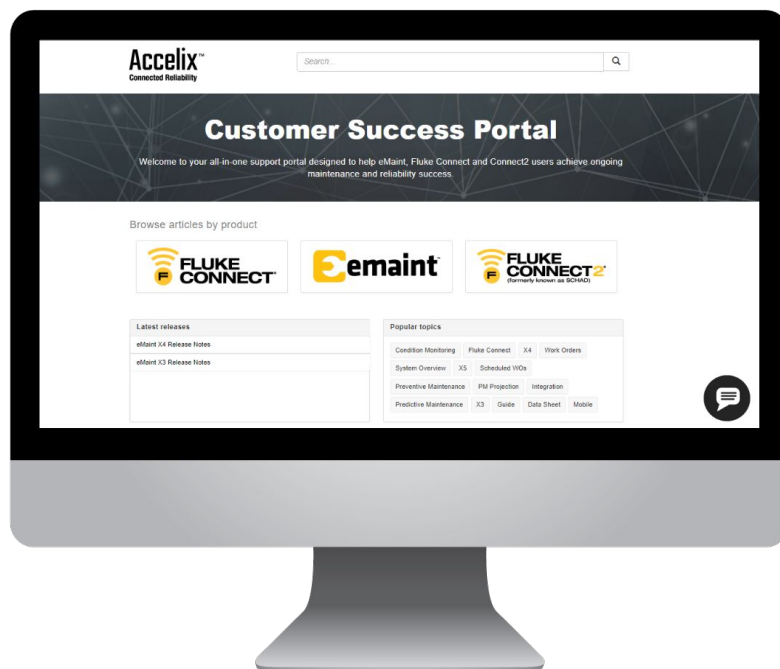 Accelix™
Connected Reliability
Search...
Customer Success Portal
Welcome to your all-in-one support portal designed to help eMaint, Fluke Connect and Connect2 users achieve ongoing
maintenance and reliability success.
Browse articles by product
F FLUKE
CONNECT
emaint
F FLUKE
CONNECT2
(formerly known as SCHAD)
Latest releases
eMaint X4 Release Notes
eMaint X3 Release Notes
Popular topics
Condition Monitoring Fluke Connect X4 Work Orders
System Overview X5 Scheduled WOs
Preventive Maintenance PM Projection Integration
Predictive Maintenance X3 Guide Data Sheet Mobile